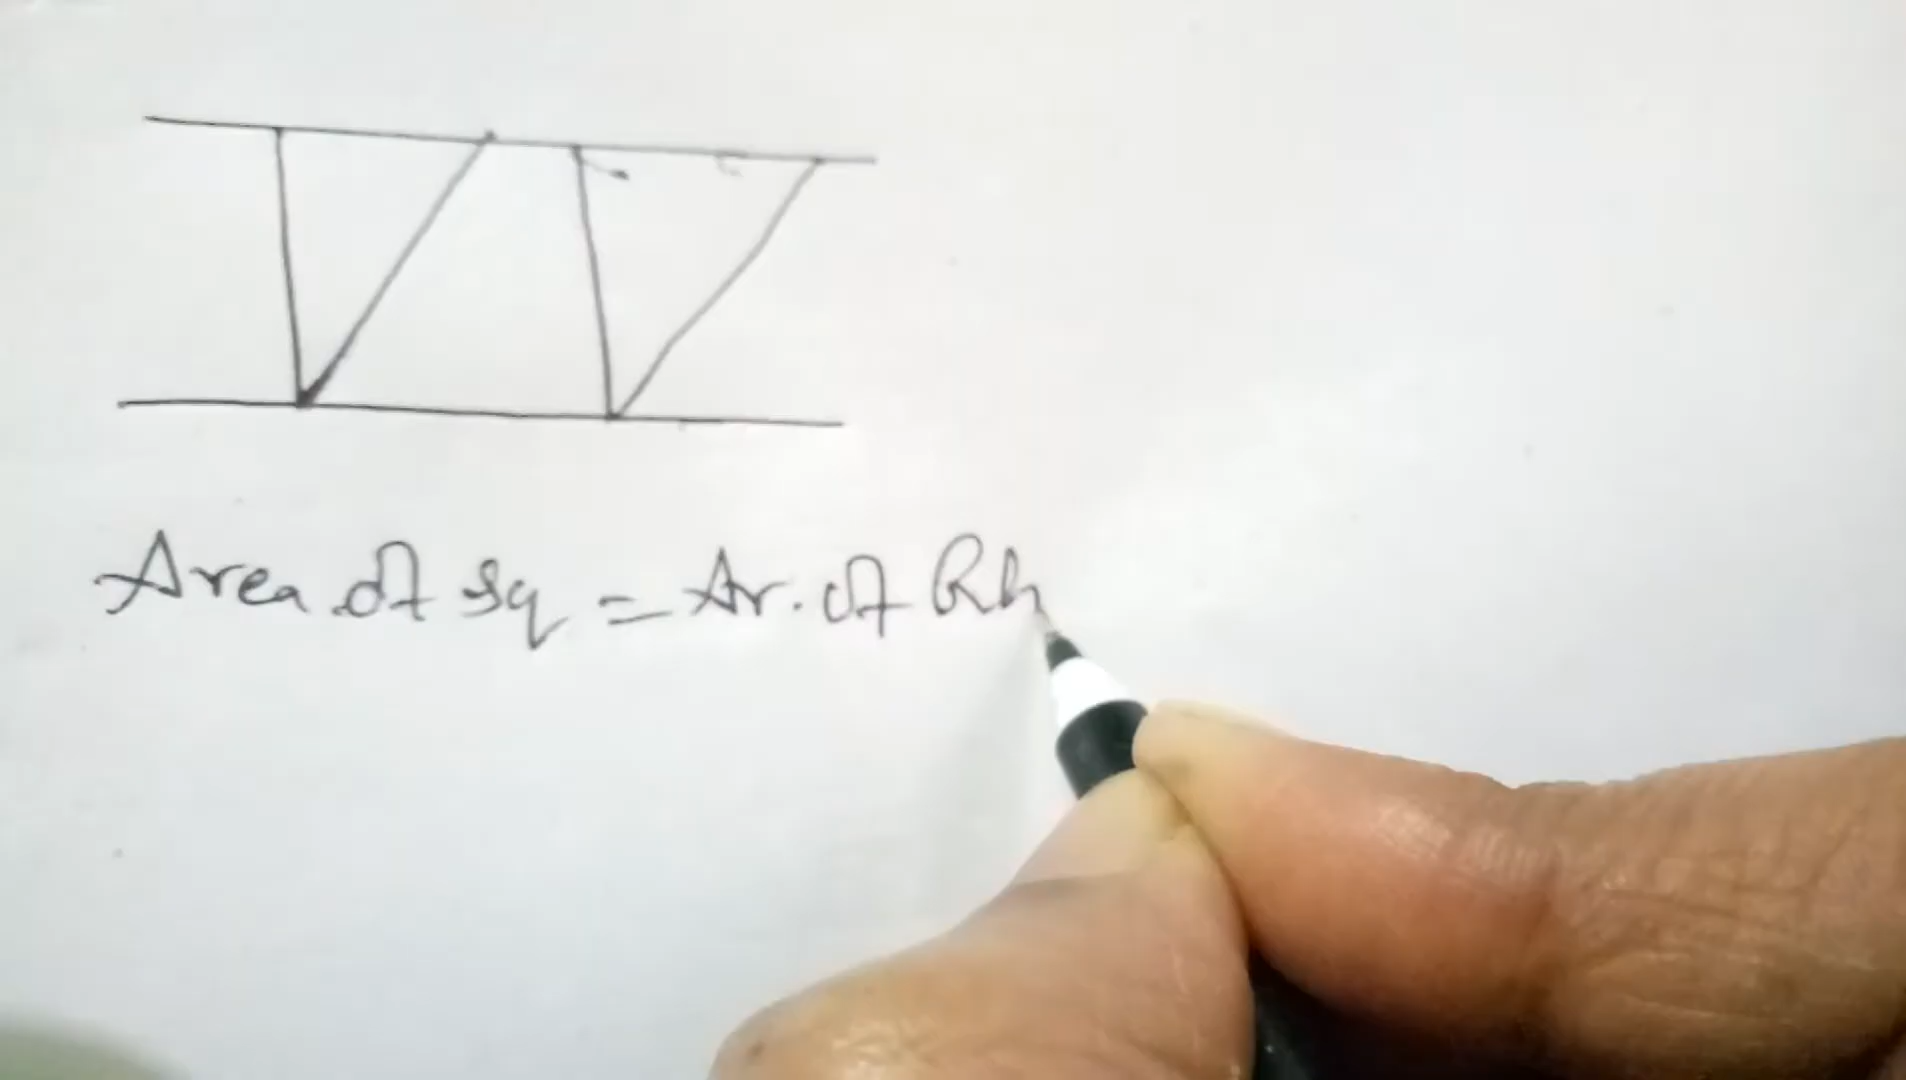 Area of sq = Ar. of Rh